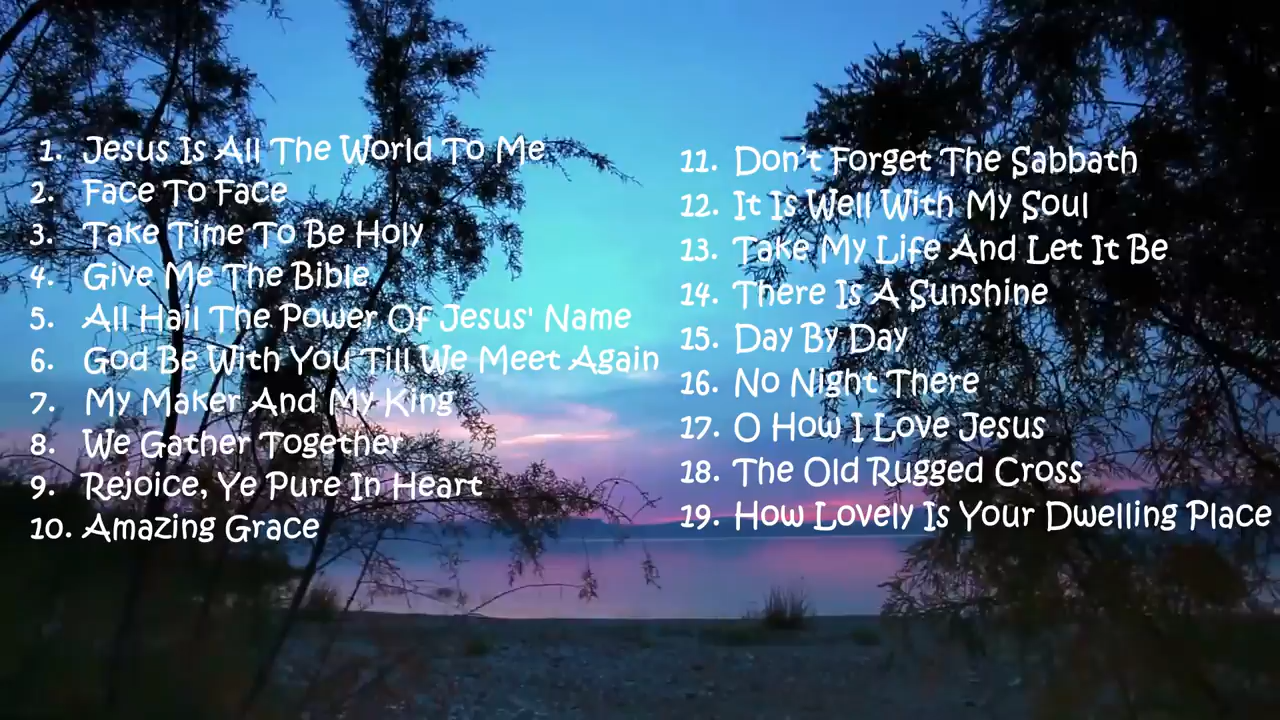 1. Jesus Is All The World To Me
2. Face To Face
3. Take Time To Be Holy
4. Give Me The Bible
5. All Hail The Power Of Jesus' Name
6. God Be With You Till We Meet Again
7. My Maker And My King
8. We Gather Together
9. Rejoice, Ye Pure In Heart
10. Amazing Grace
11. Don't Forget The Sabbath
12. It Is Well With My Soul
13. Take My Life And Let It Be
14. There Is A Sunshine
15. Day By Day
16. No Night There
17. O How I Love Jesus
18. The Old Rugged Cross
19. How Lovely Is Your Dwelling Place